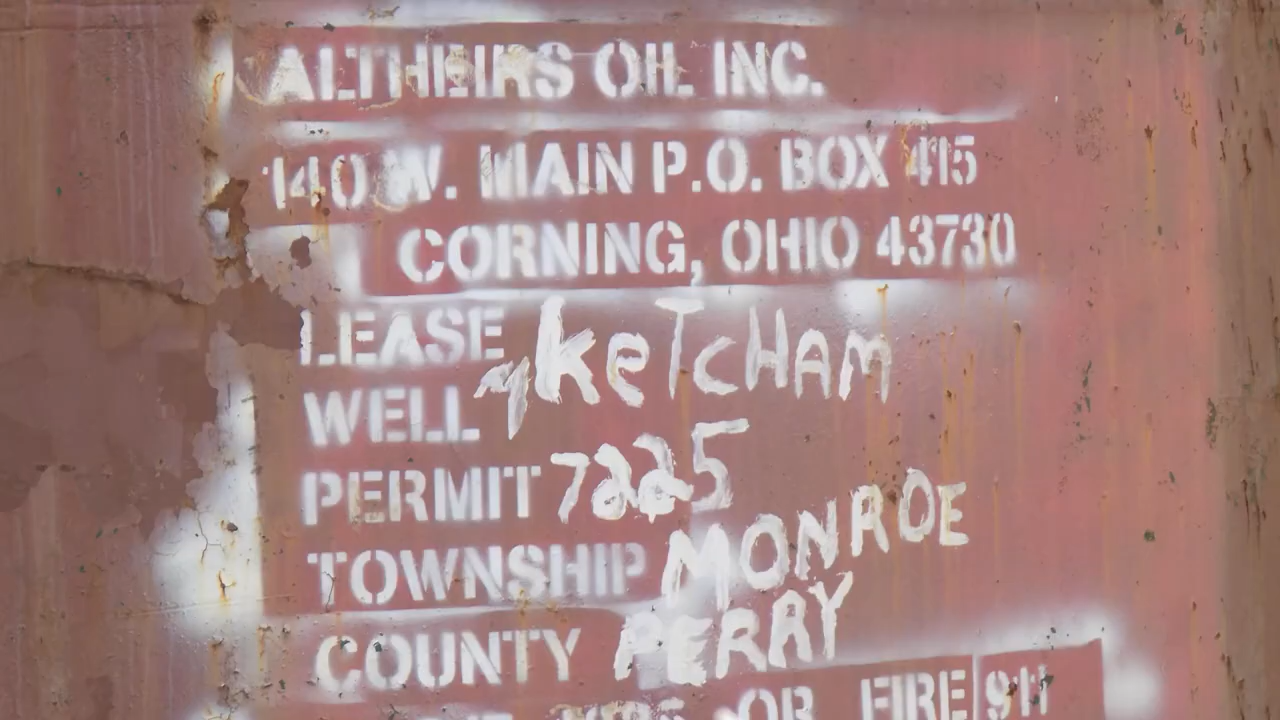 ALTHEIRS OIL INC.
140 W. MAIN P.O. BOX 415
CORNING, OHIO 43730
LEASE KeTcHAm
WELL 4
PERMIT 7225
TOWNSHIP MONROE
COUNTY PERRY
OR FIRE 911